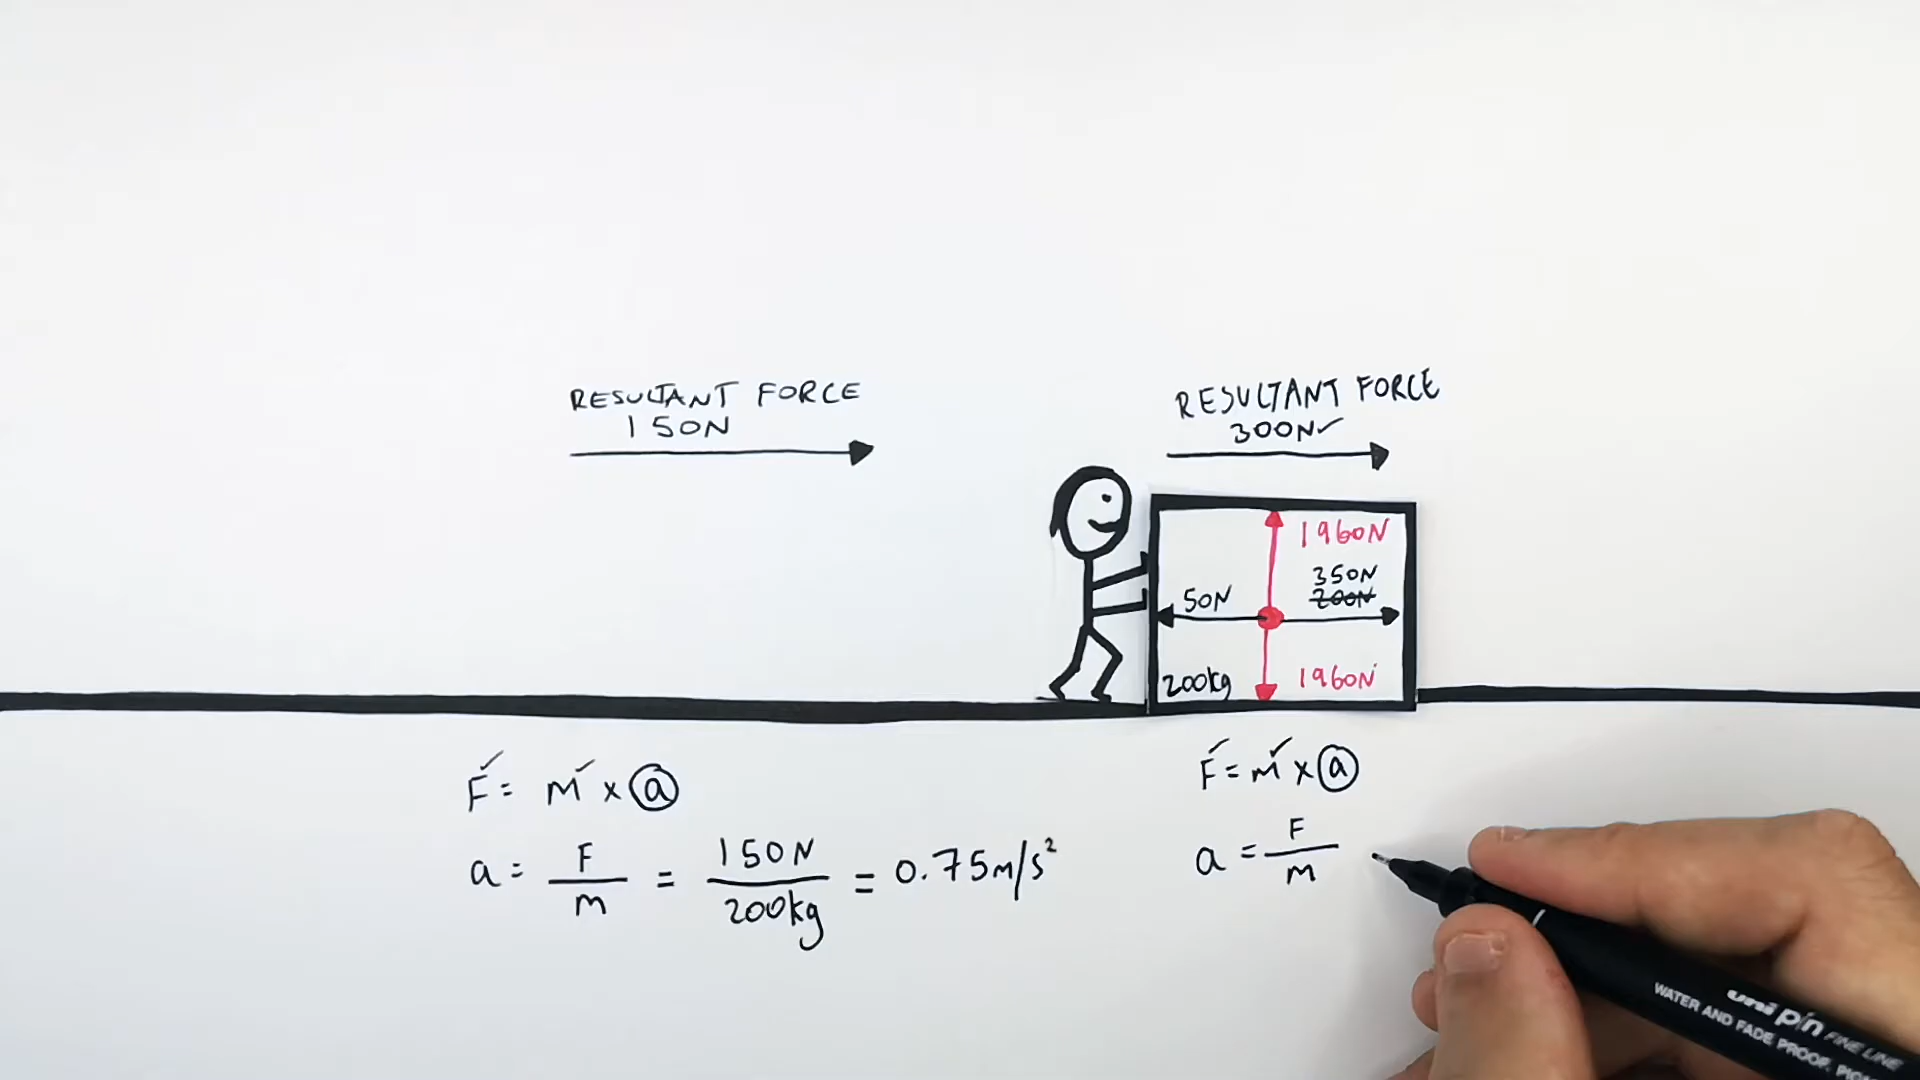 RESULTANT FORCE
150N
RESULTANT FORCE
300N✓
1960N
350N
200N
50N
200kg
1960N
F = m x a
a = F/m = 150N/200kg = 0.75m/s²
F = m x a
a = F/m
uni pin FINE LINE
WATER AND FADE PROOF,